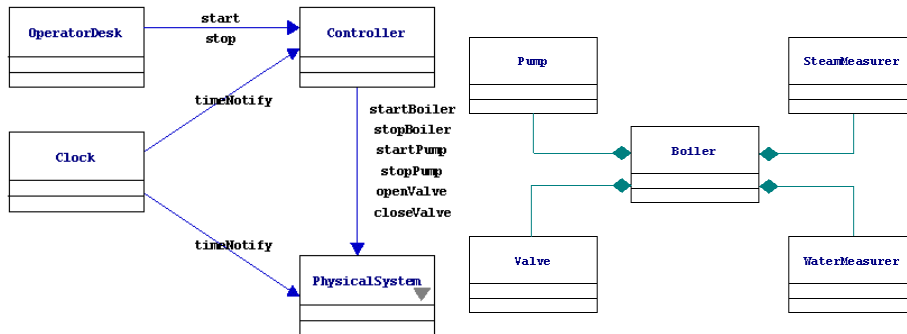 OperatorDesk
start
stop
Controller
Pump
SteamMeasurer
timeNotify
startBoiler
stopBoiler
startPump
stopPump
openValve
closeValve
Clock
Boiler
timeNotify
PhysicalSystem
Valve
WaterMeasurer